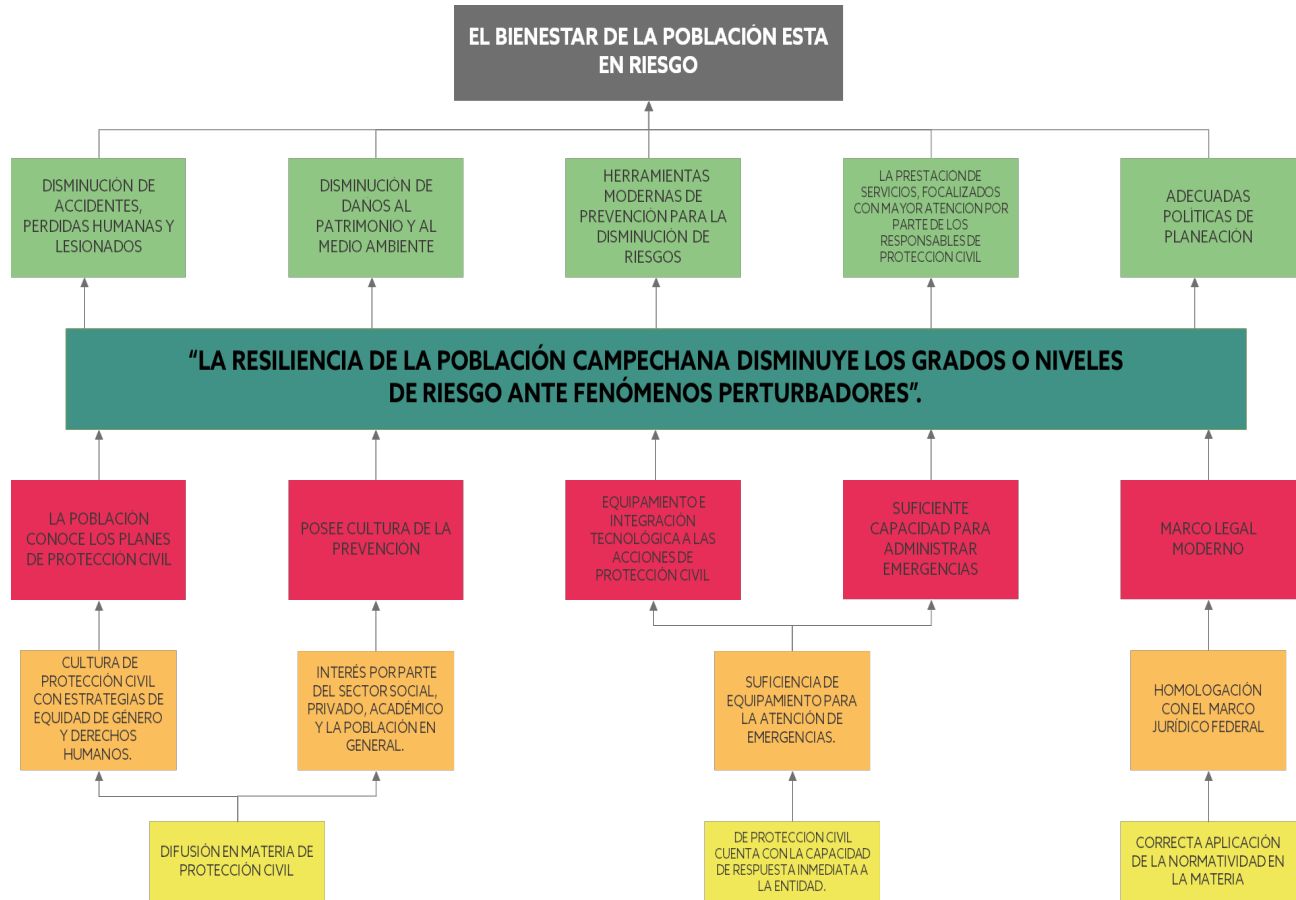 EL BIENESTAR DE LA POBLACIÓN ESTA
EN RIESGO
DISMINUCIÓN DE
ACCIDENTES,
PERDIDAS HUMANAS Y
LESIONADOS
DISMINUCIÓN DE
DANOS AL
PATRIMONIO Y AL
MEDIO AMBIENTE
HERRAMIENTAS
MODERNAS DE
PREVENCIÓN PARA LA
DISMINUCIÓN DE
RIESGOS
LA PRESTACION DE
SERVICIOS, FOCALIZADOS
CON MAYOR ATENCION POR
PARTE DE LOS
RESPONSABLES DE
PROTECCION CIVIL
ADECUADAS
POLÍTICAS DE
PLANEACIÓN
“LA RESILIENCIA DE LA POBLACIÓN CAMPECHANA DISMINUYE LOS GRADOS O NIVELES
DE RIESGO ANTE FENÓMENOS PERTURBADORES”.
LA POBLACIÓN
CONOCE LOS PLANES
DE PROTECCIÓN CIVIL
POSEE CULTURA DE LA
PREVENCIÓN
EQUIPAMIENTO E
INTEGRACIÓN
TECNOLÓGICA A LAS
ACCIONES DE
PROTECCIÓN CIVIL
SUFICIENTE
CAPACIDAD PARA
ADMINISTRAR
EMERGENCIAS
MARCO LEGAL
MODERNO
CULTURA DE
PROTECCIÓN CIVIL
CON ESTRATEGIAS DE
EQUIDAD DE GÉNERO
Y DERECHOS
HUMANOS.
INTERÉS POR PARTE
DEL SECTOR SOCIAL,
PRIVADO, ACADÉMICO
Y LA POBLACIÓN EN
GENERAL.
SUFICIENCIA DE
EQUIPAMIENTO PARA
LA ATENCIÓN DE
EMERGENCIAS.
HOMOLOGACIÓN
CON EL MARCO
JURÍDICO FEDERAL
DIFUSIÓN EN MATERIA DE
PROTECCIÓN CIVIL
DE PROTECCION CIVIL
CUENTA CON LA CAPACIDAD
DE RESPUESTA INMEDIATA A
LA ENTIDAD.
CORRECTA APLICACIÓN
DE LA NORMATIVIDAD EN
LA MATERIA